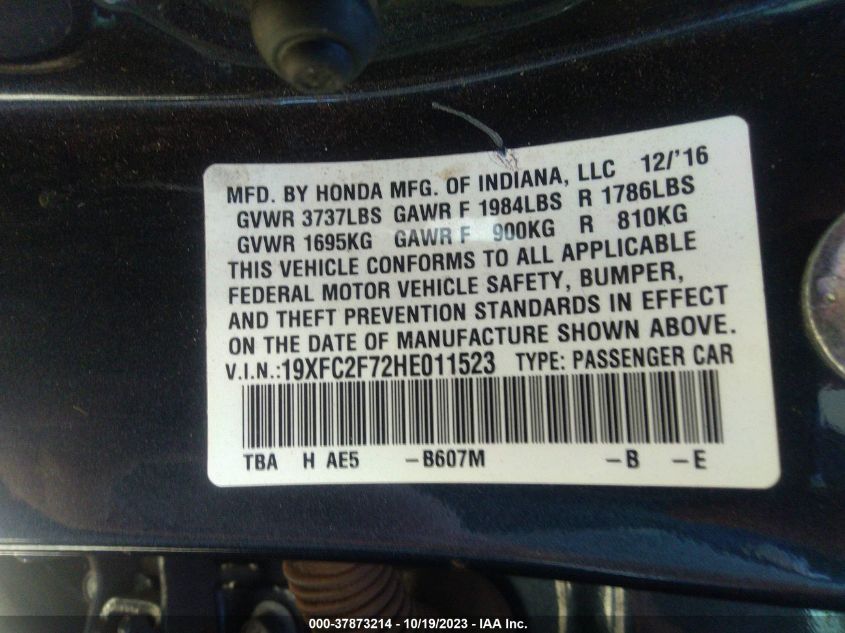 MFD. BY HONDA MFG. OF INDIANA, LLC 12/'16
GVWR 3737LBS GAWR F 1984LBS R 1786LBS
GVWR 1695KG GAWR F 900KG R 810KG
THIS VEHICLE CONFORMS TO ALL APPLICABLE
FEDERAL MOTOR VEHICLE SAFETY, BUMPER,
AND THEFT PREVENTION STANDARDS IN EFFECT
ON THE DATE OF MANUFACTURE SHOWN ABOVE.
V.I.N.:19XFC2F72HE011523 TYPE: PASSENGER CAR
TBA H AE5 -B607M -B -E
000-37873214 - 10/19/2023 - IAA Inc.